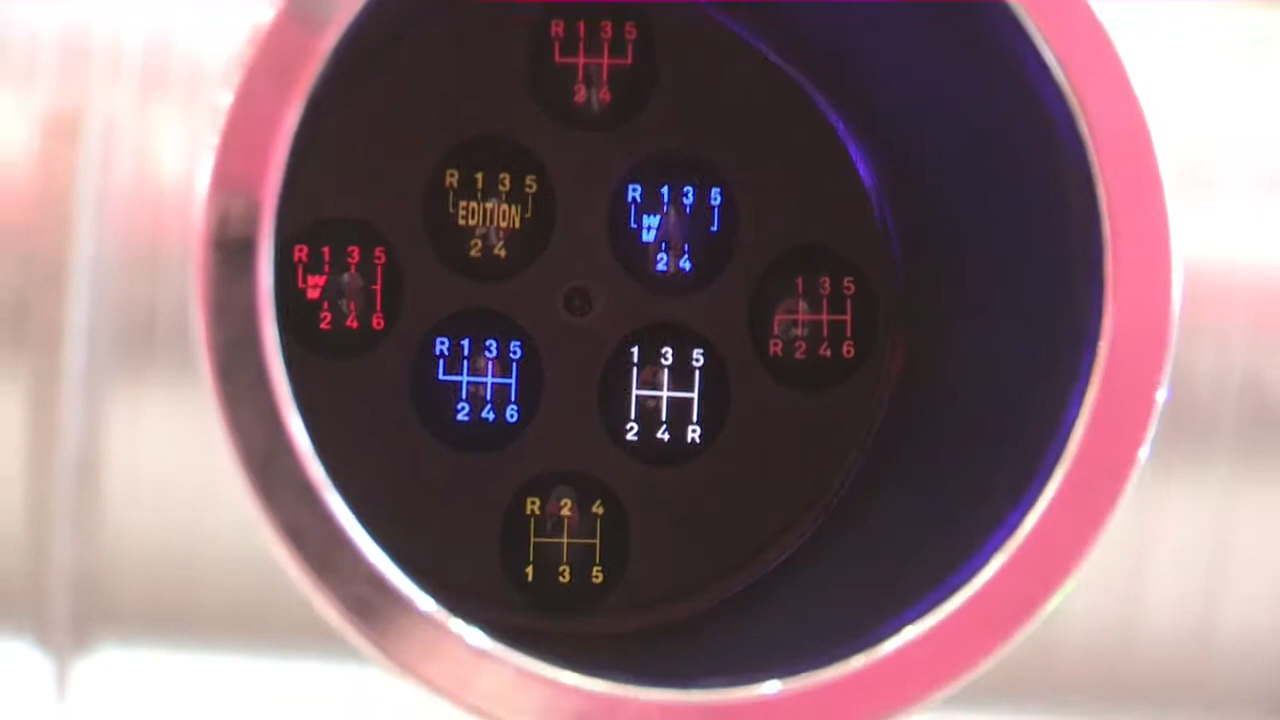 R 1 3 5
2 4
R 1 3 5
EDITION
2 4
R 1 3 5
2 4
R 1 3 5
2 4 6
1 3 5
R 2 4 6
R 1 3 5
2 4 6
1 3 5
2 4 R
R 2 4
1 3 5